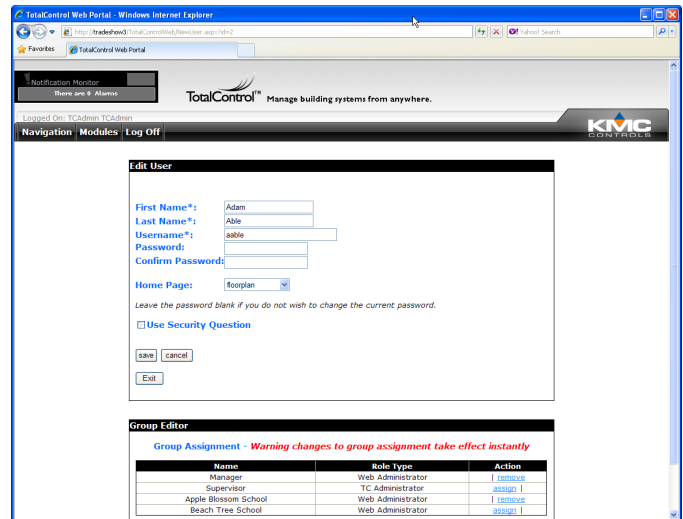 TotalControl Web Portal - Windows Internet Explorer
http://tradeshow3/TotalControlWeb/NewUser.aspx?id=2
Yahoo! Search
Favorites TotalControl Web Portal
Notification Monitor
There are 0 Alarms
TotalControl™ Manage building systems from anywhere.
Logged On: TCAdmin TCAdmin
Navigation Modules Log Off
KMC
CONTROLS
Edit User
First Name*: Adam
Last Name*: Able
Username*: aable
Password:
Confirm Password:
Home Page: floorplan
Leave the password blank if you do not wish to change the current password.
Use Security Question
save cancel
Exit
Group Editor
Group Assignment - Warning changes to group assignment take effect instantly
Name Role Type Action
Manager Web Administrator | remove
Supervisor TC Administrator assign |
Apple Blossom School Web Administrator | remove
Beach Tree School Web Administrator assign |